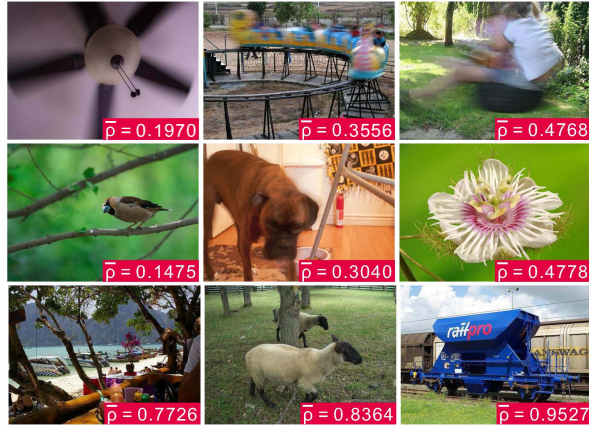 ρ̅ = 0.1970
ρ̅ = 0.3556
ρ̅ = 0.4768
ρ̅ = 0.1475
ρ̅ = 0.3040
ρ̅ = 0.4778
ρ̅ = 0.7726
ρ̅ = 0.8364
railpro
ANSWAG
ρ̅ = 0.9527